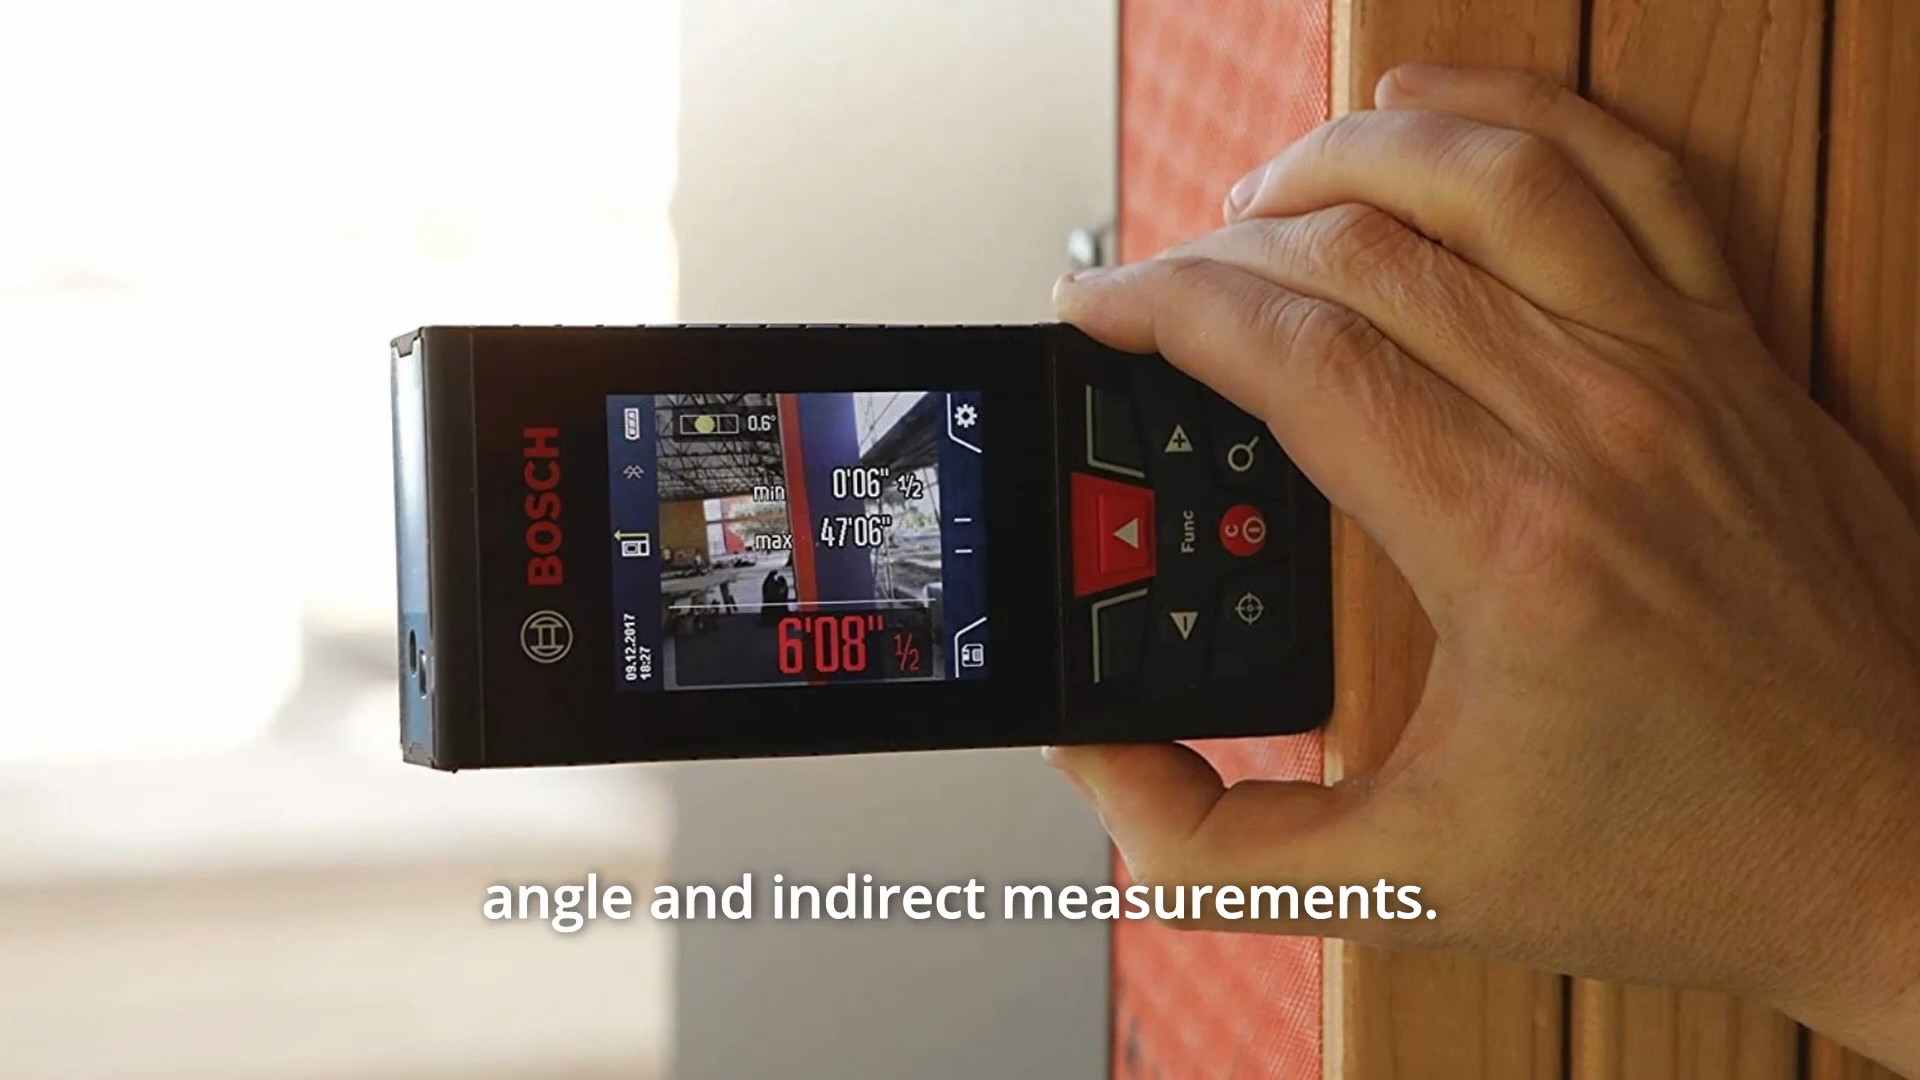 BOSCH
0.6°
min 0'06" 1/2
max 47'06"
6'08" 1/2
09.12.2017
18:27
Func
C
angle and indirect measurements.